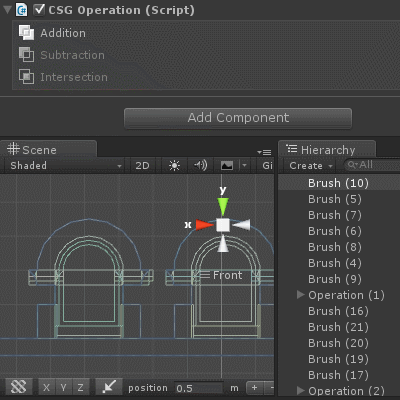 CSG Operation (Script)
Addition
Subtraction
Intersection
Add Component
Scene
Hierarchy
Shaded
2D
Gi
Create
All
y
x
Front
Brush (10)
Brush (5)
Brush (7)
Brush (6)
Brush (8)
Brush (4)
Brush (9)
Operation (1)
Brush (16)
Brush (21)
Brush (20)
Brush (19)
Brush (17)
Operation (2)
X Y Z
position 0.5 m + -